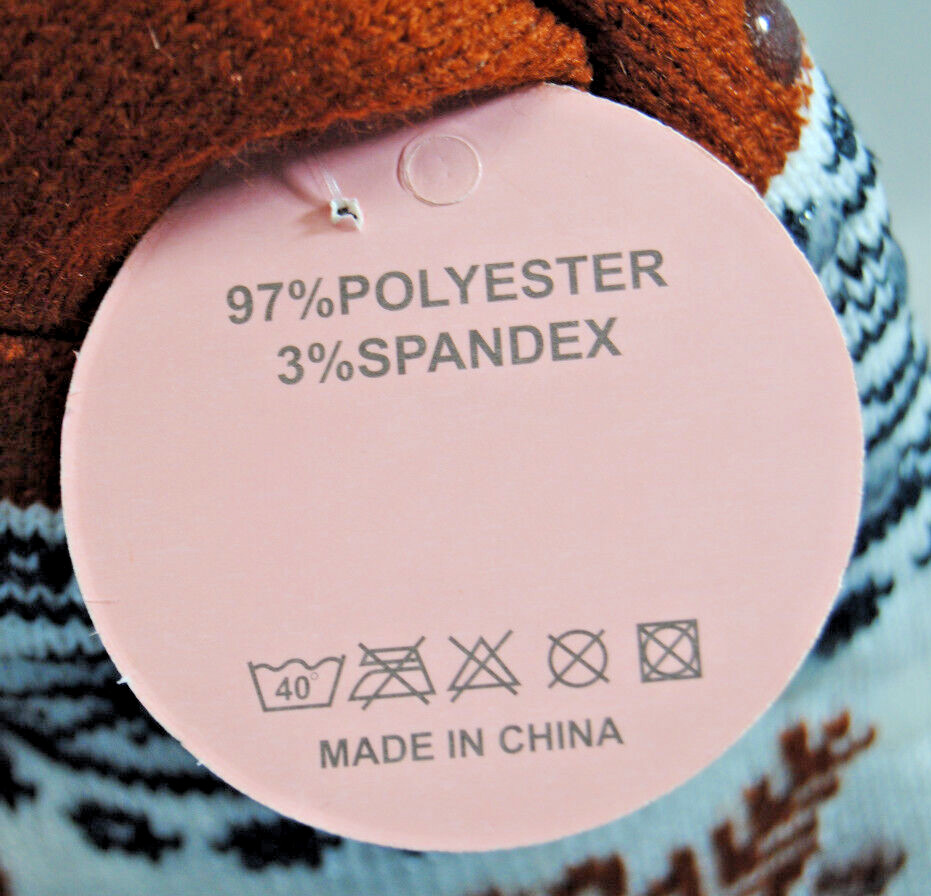 97%POLYESTER
3%SPANDEX
40°
MADE IN CHINA